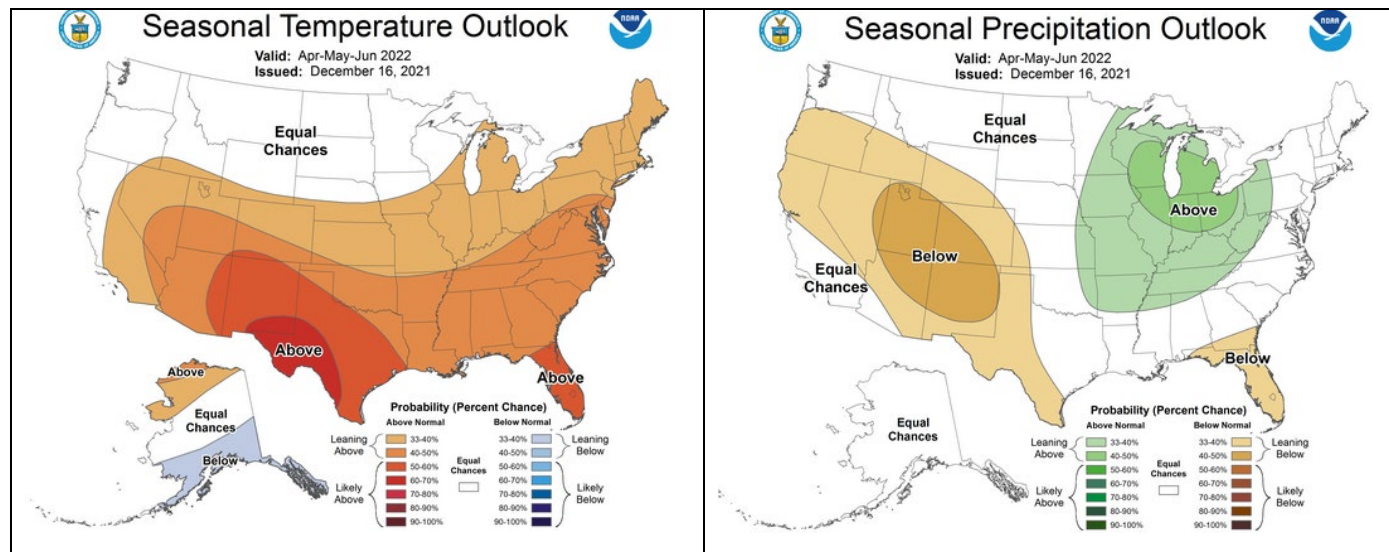 Seasonal Temperature Outlook
NOAA
Valid: Apr-May-Jun 2022
Issued: December 16, 2021
Equal
Chances
Above
Above
Above
Equal
Chances
Below
Probability (Percent Chance)
Above Normal
Below Normal
Leaning
Above
33-40%
40-50%
50-60%
60-70%
70-80%
80-90%
90-100%
Likely
Above
Equal
Chances
33-40%
40-50%
50-60%
60-70%
70-80%
80-90%
90-100%
Leaning
Below
Likely
Below
Seasonal Precipitation Outlook
NOAA
Valid: Apr-May-Jun 2022
Issued: December 16, 2021
Equal
Chances
Above
Below
Equal
Chances
Below
Equal
Chances
Probability (Percent Chance)
Above Normal
Below Normal
Leaning
Above
33-40%
40-50%
50-60%
60-70%
70-80%
80-90%
90-100%
Likely
Above
Equal
Chances
33-40%
40-50%
50-60%
60-70%
70-80%
80-90%
90-100%
Leaning
Below
Likely
Below